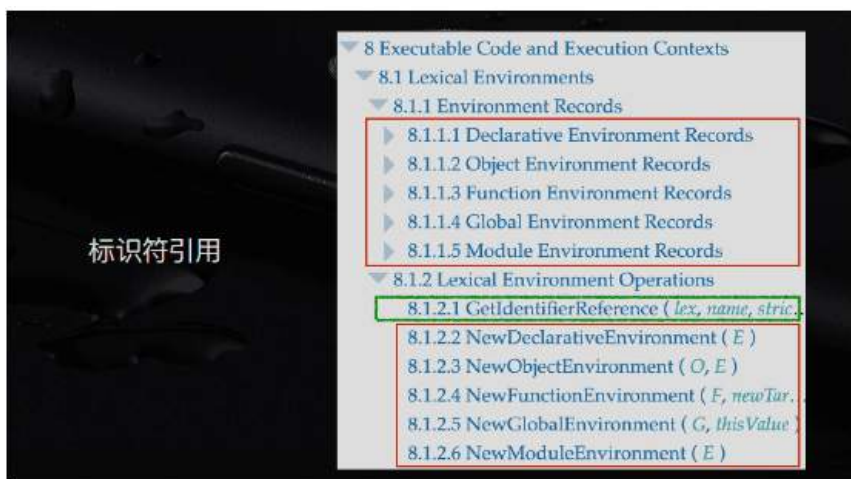 标识符引用
8 Executable Code and Execution Contexts
8.1 Lexical Environments
8.1.1 Environment Records
8.1.1.1 Declarative Environment Records
8.1.1.2 Object Environment Records
8.1.1.3 Function Environment Records
8.1.1.4 Global Environment Records
8.1.1.5 Module Environment Records
8.1.2 Lexical Environment Operations
8.1.2.1 GetIdentifierReference ( lex, name, stric...
8.1.2.2 NewDeclarativeEnvironment ( E )
8.1.2.3 NewObjectEnvironment ( O, E )
8.1.2.4 NewFunctionEnvironment ( F, newTar...
8.1.2.5 NewGlobalEnvironment ( G, thisValue )
8.1.2.6 NewModuleEnvironment ( E )